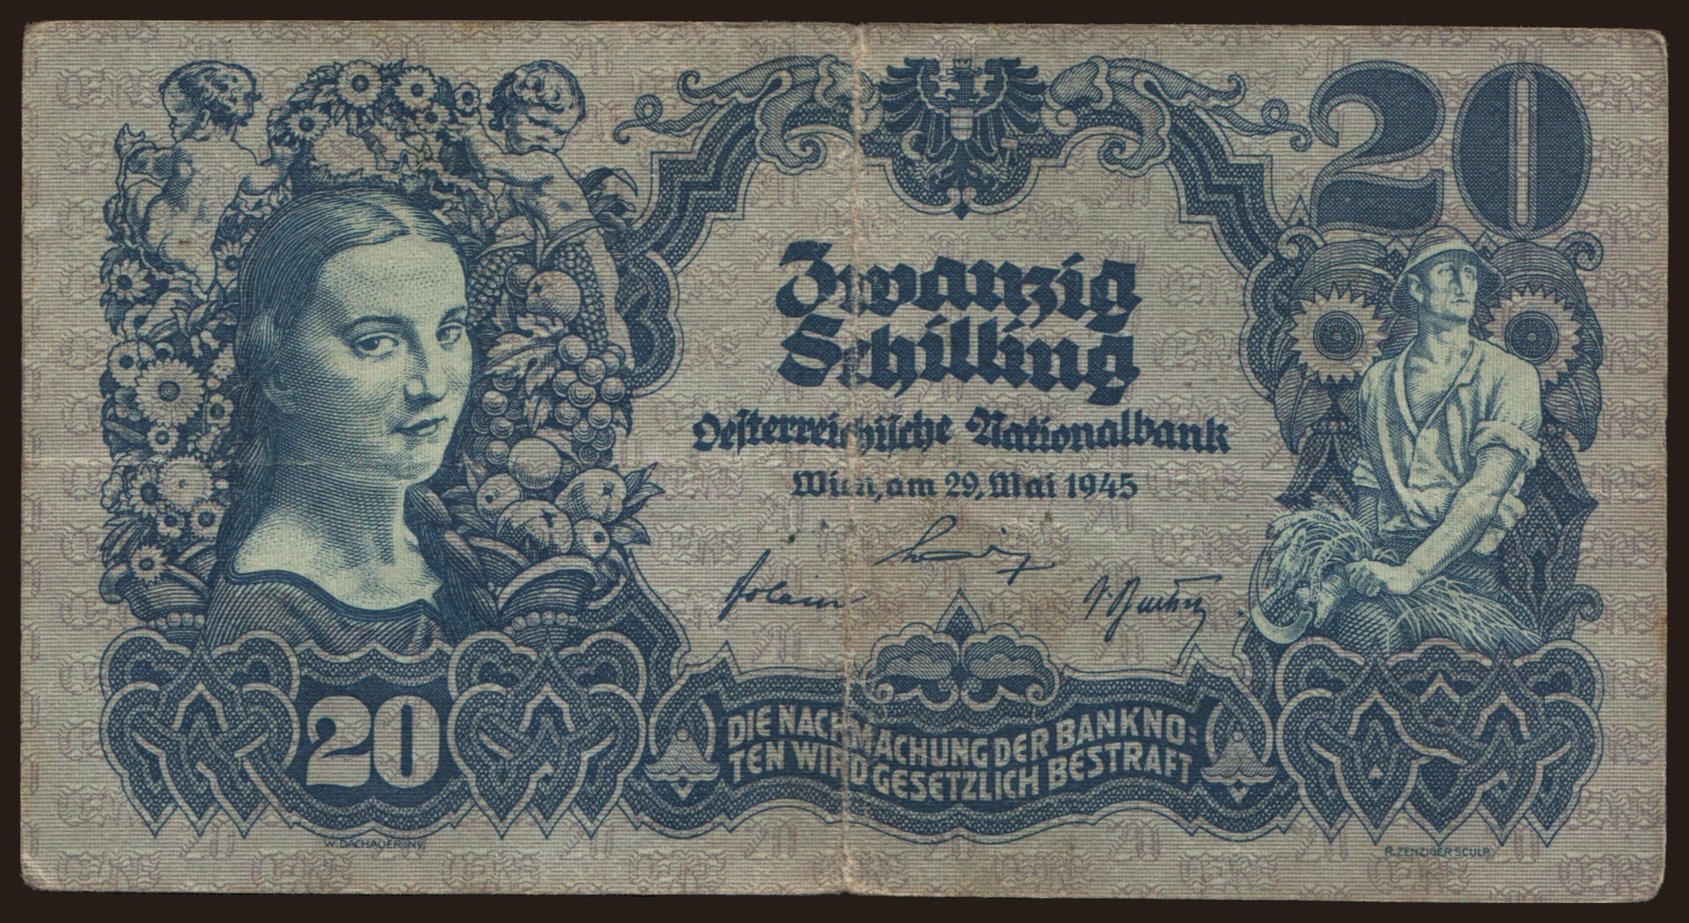 20
Zwanzig
Schilling
Oesterreichische Nationalbank
Wien, am 29. Mai 1945
20
DIE NACHMACHUNG DER BANKNO-
TEN WIRD GESETZLICH BESTRAFT
W. DACHAUER INV.
R. ZENZIGER SCULP.